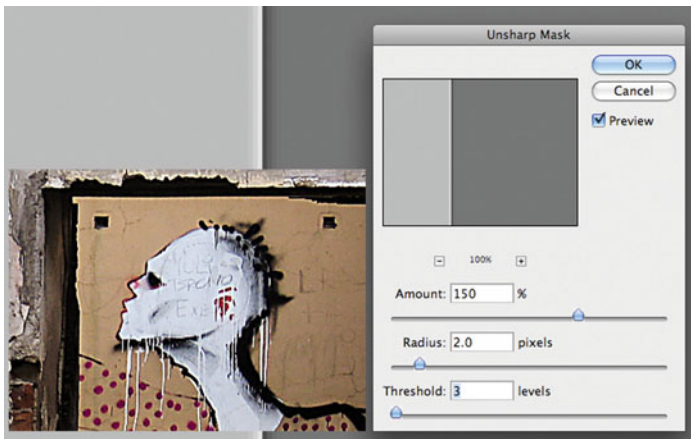 Unsharp Mask
OK
Cancel
Preview
100%
Amount: 150 %
Radius: 2.0 pixels
Threshold: 3 levels